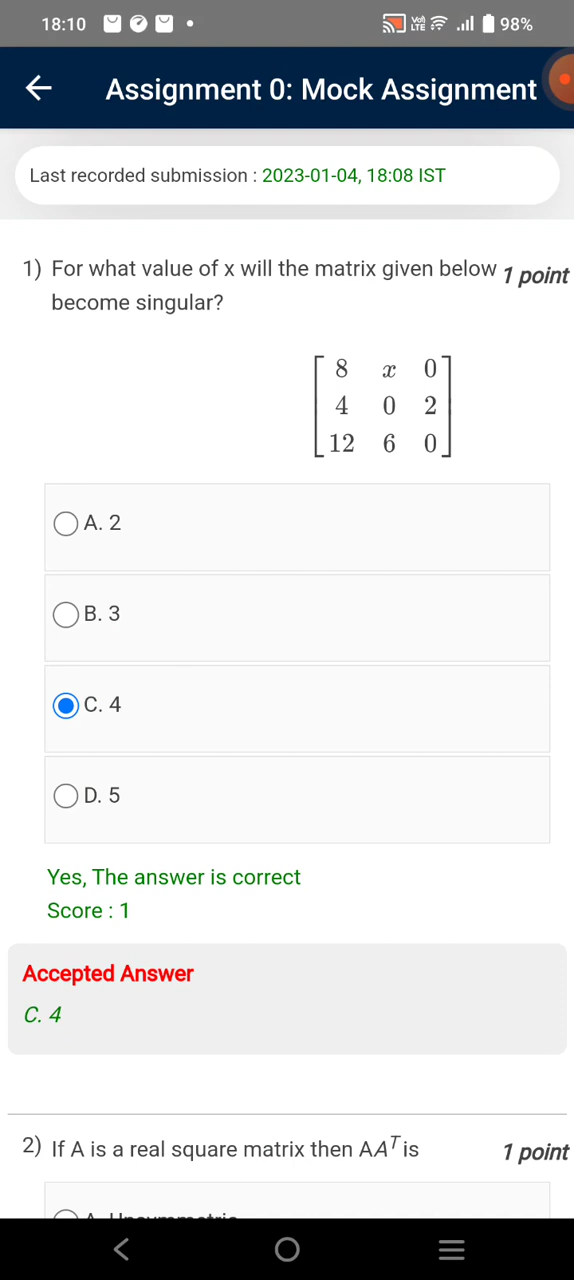 18:10 Vo) LTE 98%
Assignment 0: Mock Assignment
Last recorded submission : 2023-01-04, 18:08 IST
1) For what value of x will the matrix given below 1 point
become singular?
8 x 0
4 0 2
12 6 0
A. 2
B. 3
C. 4
D. 5
Yes, The answer is correct
Score : 1
Accepted Answer
C. 4
2) If A is a real square matrix then AAᵀ is 1 point